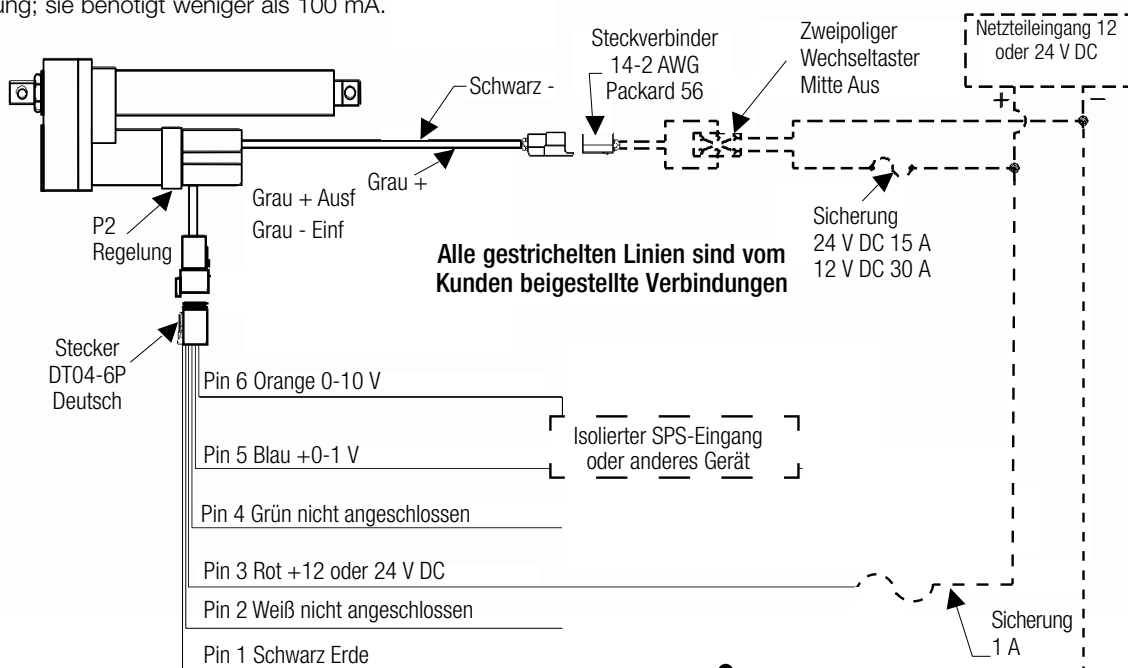 ung; sie benötigt weniger als 100 mA.
Steckverbinder
14-2 AWG
Packard 56
Zweipoliger
Wechseltaster
Mitte Aus
Netzteileingang 12
oder 24 V DC
+
–
Schwarz -
Grau +
Grau + Ausf
Grau - Einf
P2
Regelung
Sicherung
24 V DC 15 A
12 V DC 30 A
Alle gestrichelten Linien sind vom
Kunden beigestellte Verbindungen
Stecker
DT04-6P
Deutsch
Pin 6 Orange 0-10 V
Isolierter SPS-Eingang
oder anderes Gerät
Pin 5 Blau +0-1 V
Pin 4 Grün nicht angeschlossen
Pin 3 Rot +12 oder 24 V DC
Pin 2 Weiß nicht angeschlossen
Sicherung
1 A
Pin 1 Schwarz Erde